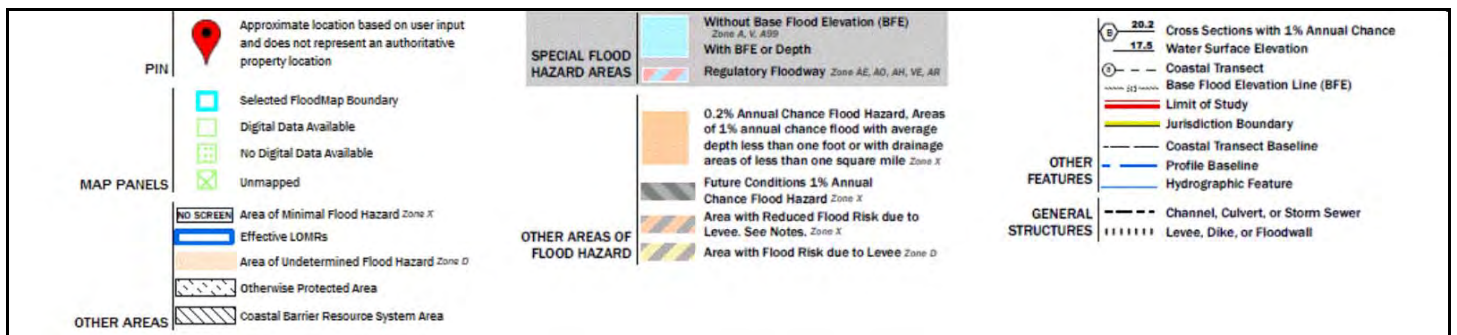 Approximate location based on user input
and does not represent an authoritative
property location
PIN
Selected FloodMap Boundary
Digital Data Available
No Digital Data Available
MAP PANELS
Unmapped
NO SCREEN Area of Minimal Flood Hazard Zone X
Effective LOMRs
Area of Undetermined Flood Hazard Zone D
Otherwise Protected Area
OTHER AREAS
Coastal Barrier Resource System Area
Without Base Flood Elevation (BFE)
Zone A, V, A99
With BFE or Depth
SPECIAL FLOOD
HAZARD AREAS
Regulatory Floodway Zone AE, AO, AH, VE, AR
0.2% Annual Chance Flood Hazard, Areas
of 1% annual chance flood with average
depth less than one foot or with drainage
areas of less than one square mile Zone X
Future Conditions 1% Annual
Chance Flood Hazard Zone X
Area with Reduced Flood Risk due to
Levee. See Notes. Zone X
OTHER AREAS OF
FLOOD HAZARD
Area with Flood Risk due to Levee Zone D
B 20.2 Cross Sections with 1% Annual Chance
17.5 Water Surface Elevation
Coastal Transect
Base Flood Elevation Line (BFE)
Limit of Study
Jurisdiction Boundary
Coastal Transect Baseline
OTHER
FEATURES
Profile Baseline
Hydrographic Feature
GENERAL
STRUCTURES
Channel, Culvert, or Storm Sewer
Levee, Dike, or Floodwall